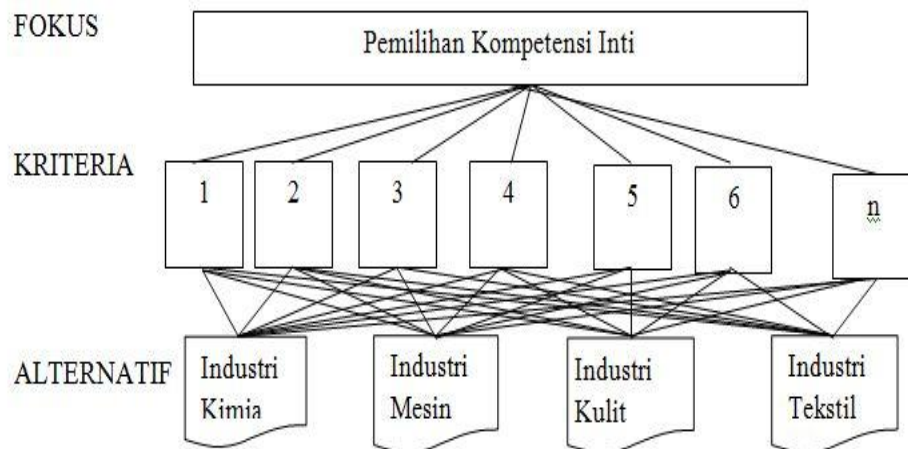 FOKUS
Pemilihan Kompetensi Inti
KRITERIA
1 2 3 4 5 6 n
ALTERNATIF
Industri
Kimia
Industri
Mesin
Industri
Kulit
Industri
Tekstil